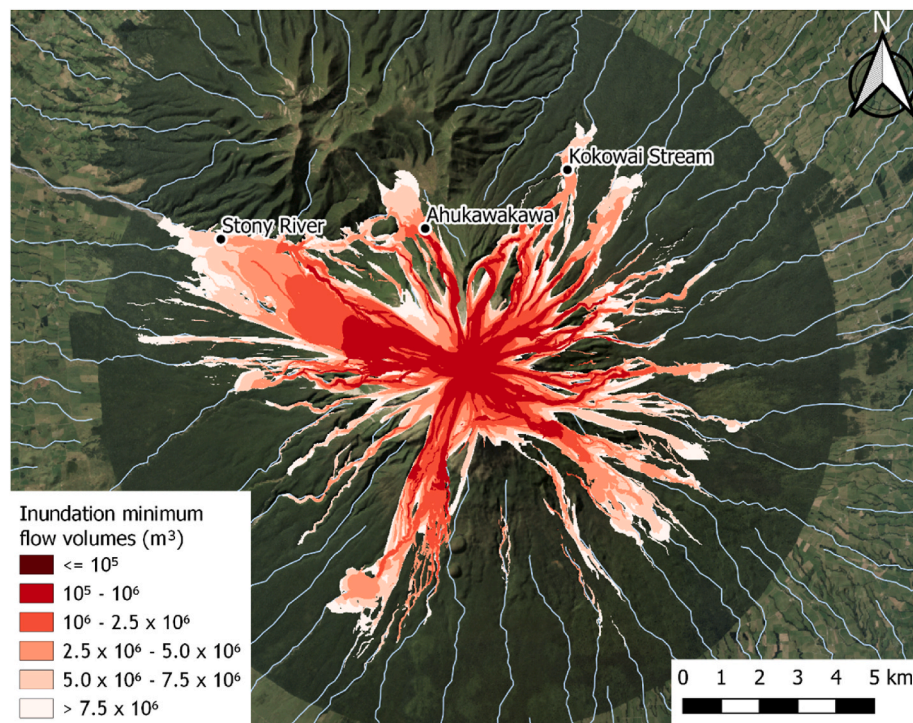 N
Kokowai Stream
Ahukawakawa
Stony River
Inundation minimum
flow volumes (m³)
<= 10⁵
10⁵ - 10⁶
10⁶ - 2.5 x 10⁶
2.5 x 10⁶ - 5.0 x 10⁶
5.0 x 10⁶ - 7.5 x 10⁶
> 7.5 x 10⁶
0 1 2 3 4 5 km